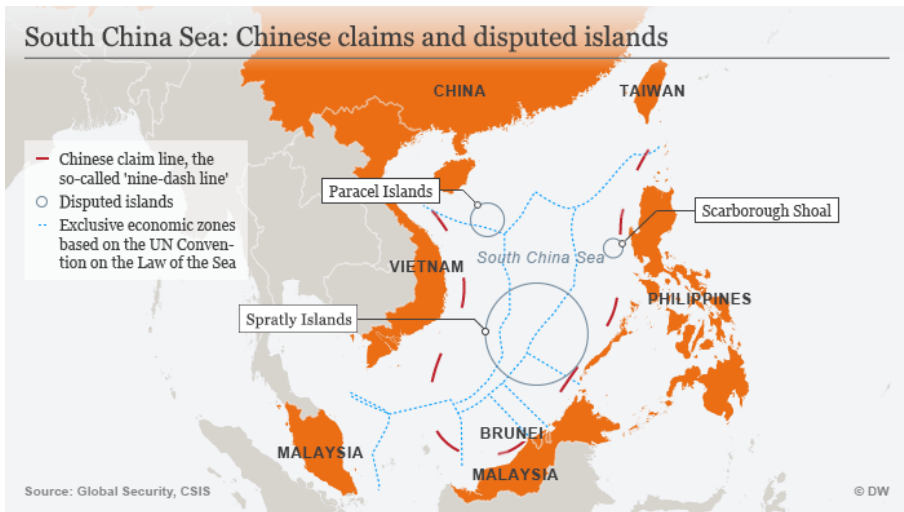 South China Sea: Chinese claims and disputed islands
CHINA
TAIWAN
Chinese claim line, the
so-called 'nine-dash line'
Disputed islands
Exclusive economic zones
based on the UN Conven-
tion on the Law of the Sea
Paracel Islands
Scarborough Shoal
South China Sea
VIETNAM
PHILIPPINES
Spratly Islands
BRUNEI
MALAYSIA
MALAYSIA
Source: Global Security, CSIS
© DW